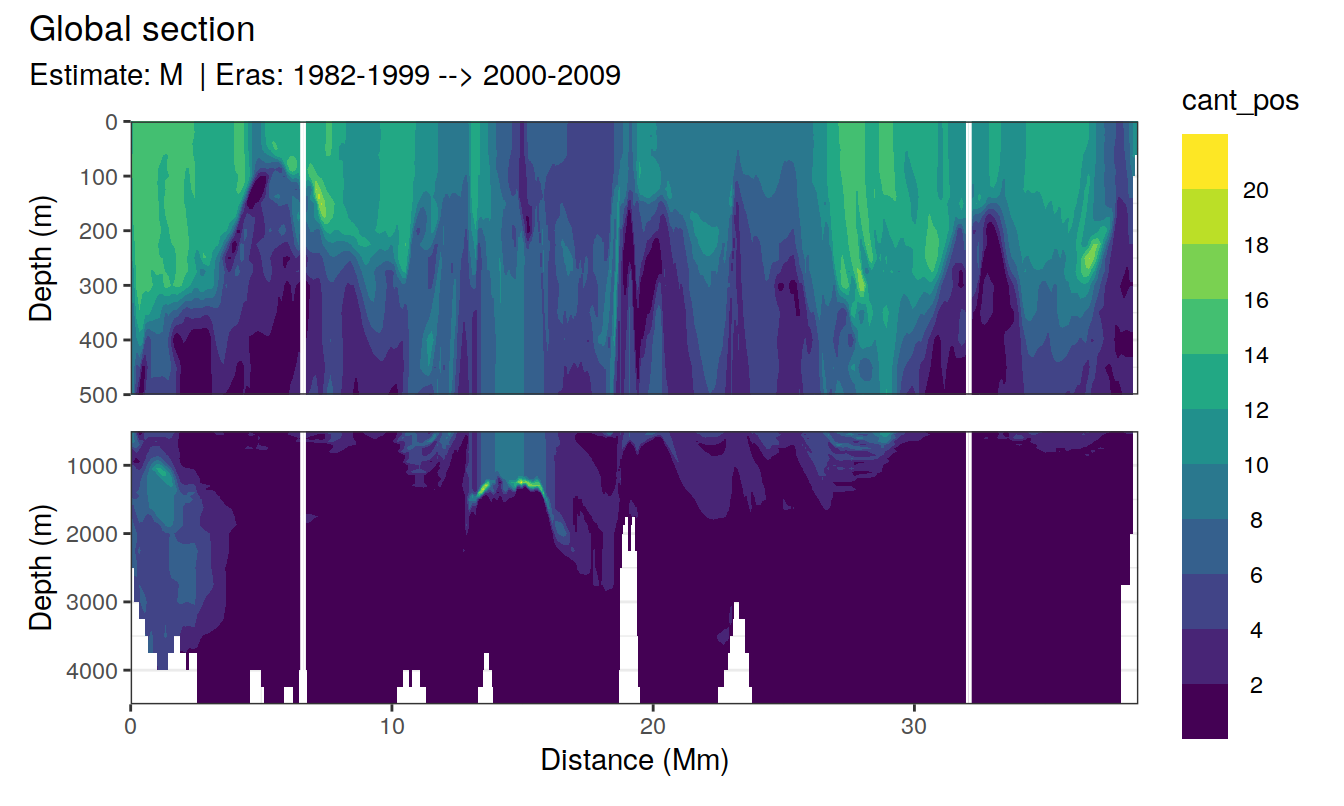 Global section
Estimate: M  | Eras: 1982-1999 --> 2000-2009
cant_pos
20
18
16
14
12
10
8
6
4
2
Depth (m)
0
100
200
300
400
500
Depth (m)
1000
2000
3000
4000
0 10 20 30
Distance (Mm)